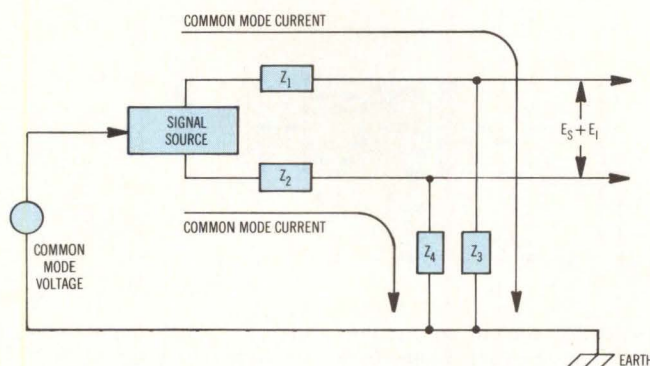 COMMON MODE CURRENT
Z1
SIGNAL
SOURCE
ES + EI
Z2
COMMON MODE CURRENT
COMMON
MODE
VOLTAGE
Z4
Z3
EARTH